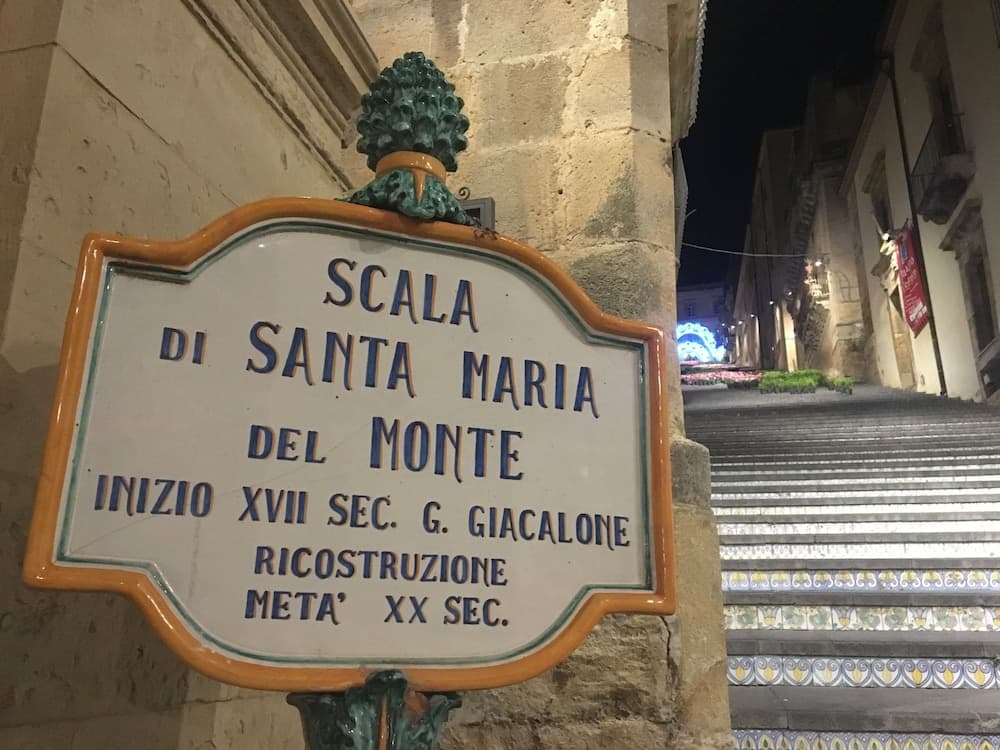 SCALA
DI SANTA MARIA
DEL MONTE
INIZIO XVII SEC. G. GIACALONE
RICOSTRUZIONE
META' XX SEC.